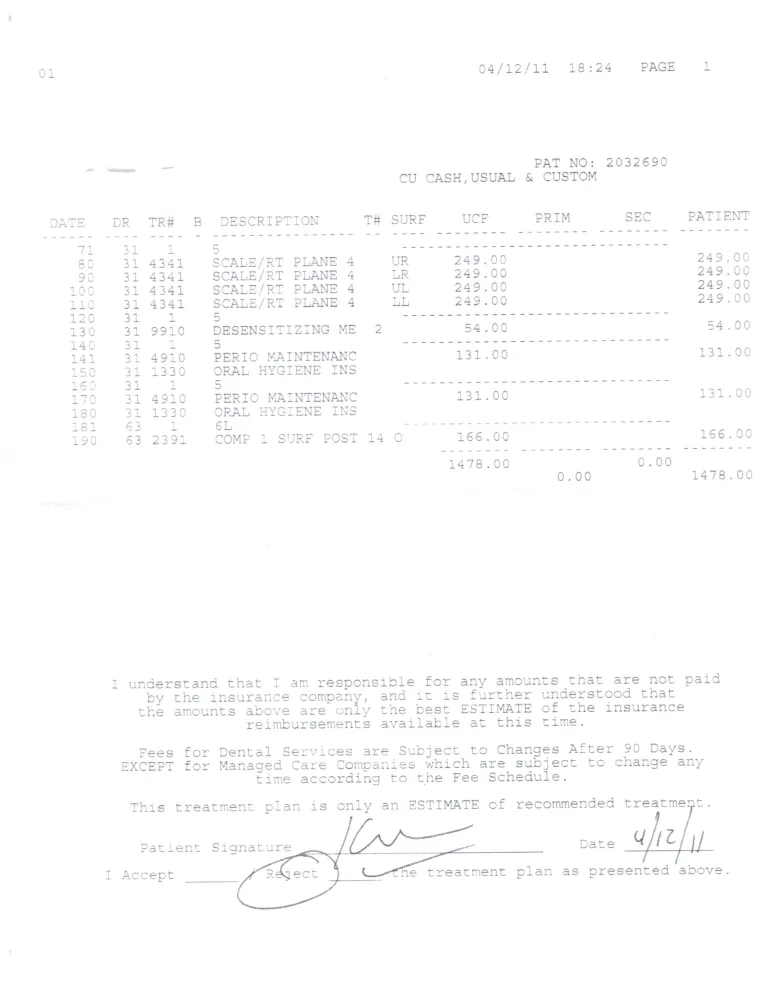 01 04/12/11 18:24 PAGE 1
PAT NO: 2032690
CU CASH,USUAL & CUSTOM
DATE DR TR# B DESCRIPTION T# SURF UCF PRIM SEC PATIENT
71 31 1 5
80 31 4341 SCALE/RT PLANE 4 UR 249.00 249.00
90 31 4341 SCALE/RT PLANE 4 LR 249.00 249.00
100 31 4341 SCALE/RT PLANE 4 UL 249.00 249.00
110 31 4341 SCALE/RT PLANE 4 LL 249.00 249.00
120 31 1 5
130 31 9910 DESENSITIZING ME 2 54.00 54.00
140 31 1 5
141 31 4910 PERIO MAINTENANC 131.00 131.00
150 31 1330 ORAL HYGIENE INS
160 31 1 5
170 31 4910 PERIO MAINTENANC 131.00 131.00
180 31 1330 ORAL HYGIENE INS
181 63 1 6L
190 63 2391 COMP 1 SURF POST 14 O 166.00 166.00
1478.00 0.00
0.00 1478.00
I understand that I am responsible for any amounts that are not paid
by the insurance company, and it is further understood that
the amounts above are only the best ESTIMATE of the insurance
reimbursements available at this time.
Fees for Dental Services are Subject to Changes After 90 Days.
EXCEPT for Managed Care Companies which are subject to change any
time according to the Fee Schedule.
This treatment plan is only an ESTIMATE of recommended treatment.
Patient Signature Date 4/12/11
I Accept / Reject the treatment plan as presented above.